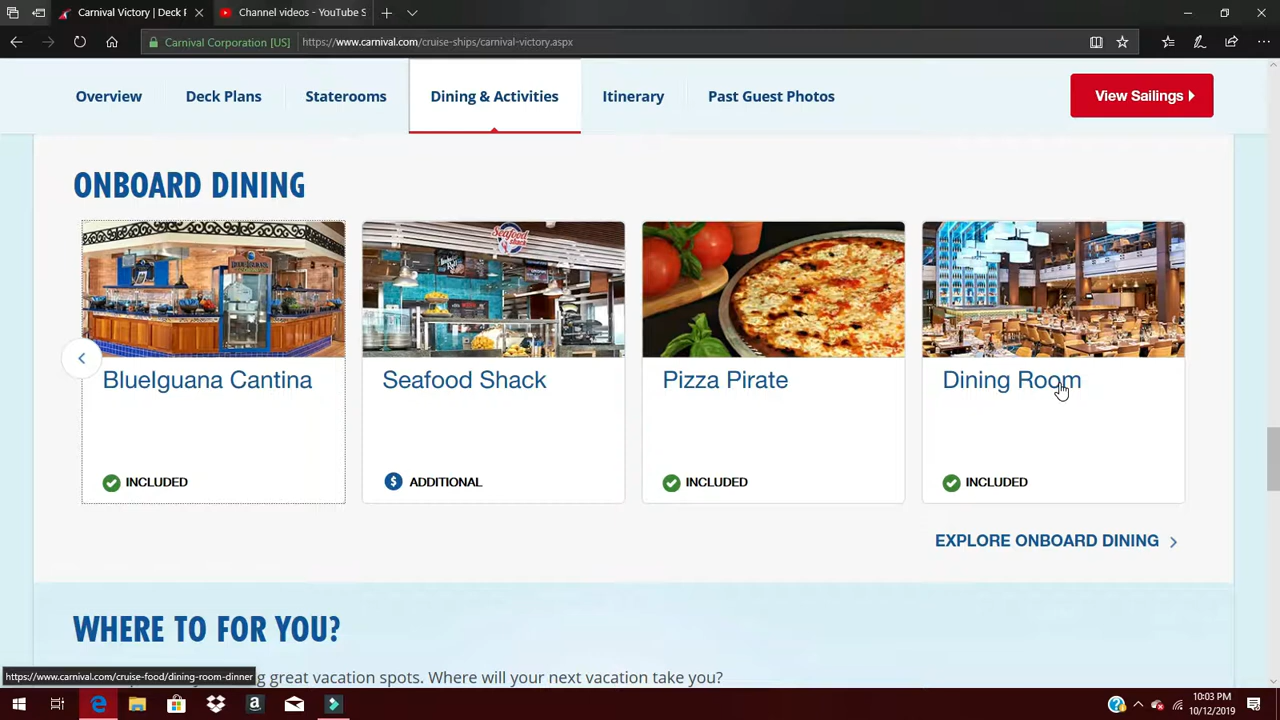 Carnival Victory | Deck P
Channel videos - YouTube S
Carnival Corporation [US]
https://www.carnival.com/cruise-ships/carnival-victory.aspx
Overview
Deck Plans
Staterooms
Dining & Activities
Itinerary
Past Guest Photos
View Sailings
ONBOARD DINING
Seafood Shack
BlueIguana Cantina
Seafood Shack
Pizza Pirate
Dining Room
INCLUDED
$ ADDITIONAL
INCLUDED
INCLUDED
EXPLORE ONBOARD DINING
WHERE TO FOR YOU?
https://www.carnival.com/cruise-food/dining-room-dinner
g great vacation spots. Where will your next vacation take you?
10:03 PM
10/12/2019